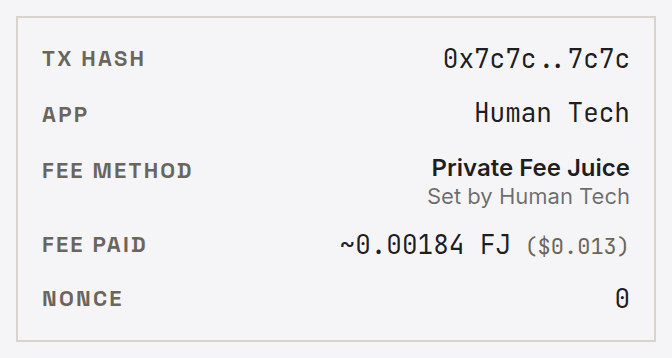 TX HASH 0x7c7c..7c7c
APP Human Tech
FEE METHOD Private Fee Juice
Set by Human Tech
FEE PAID ~0.00184 FJ ($0.013)
NONCE 0